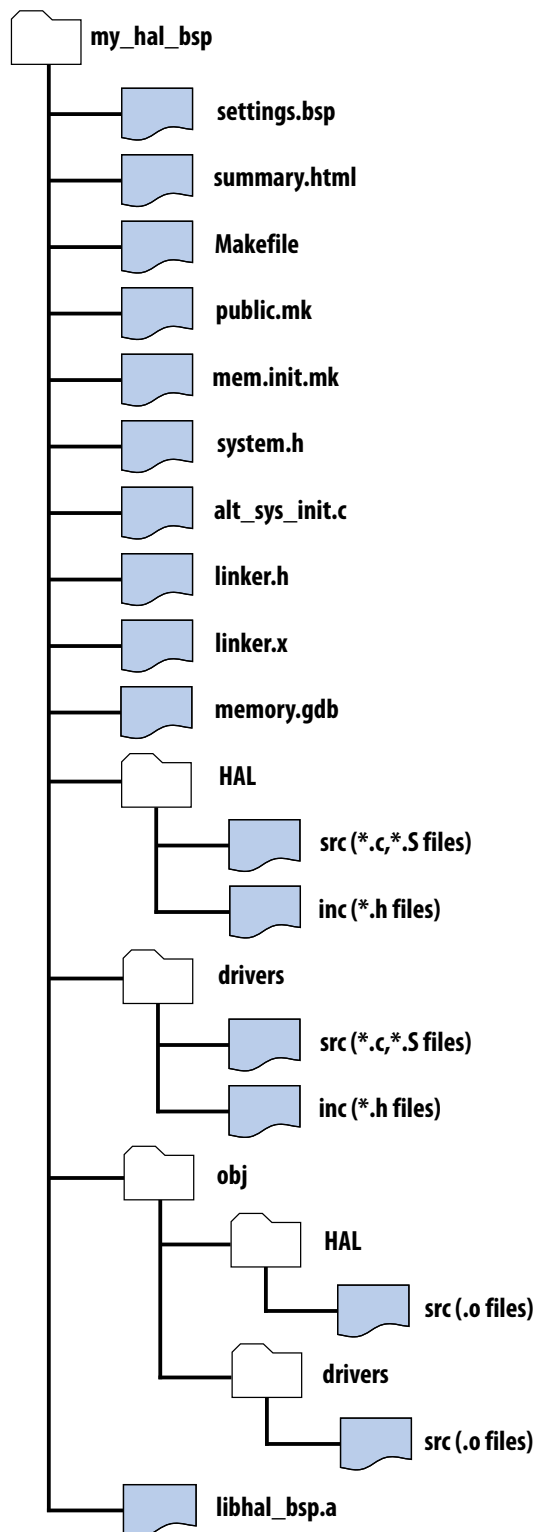 my_hal_bsp
settings.bsp
summary.html
Makefile
public.mk
mem.init.mk
system.h
alt_sys_init.c
linker.h
linker.x
memory.gdb
HAL
src (*.c,*.S files)
inc (*.h files)
drivers
src (*.c,*.S files)
inc (*.h files)
obj
HAL
src (.o files)
drivers
src (.o files)
libhal_bsp.a